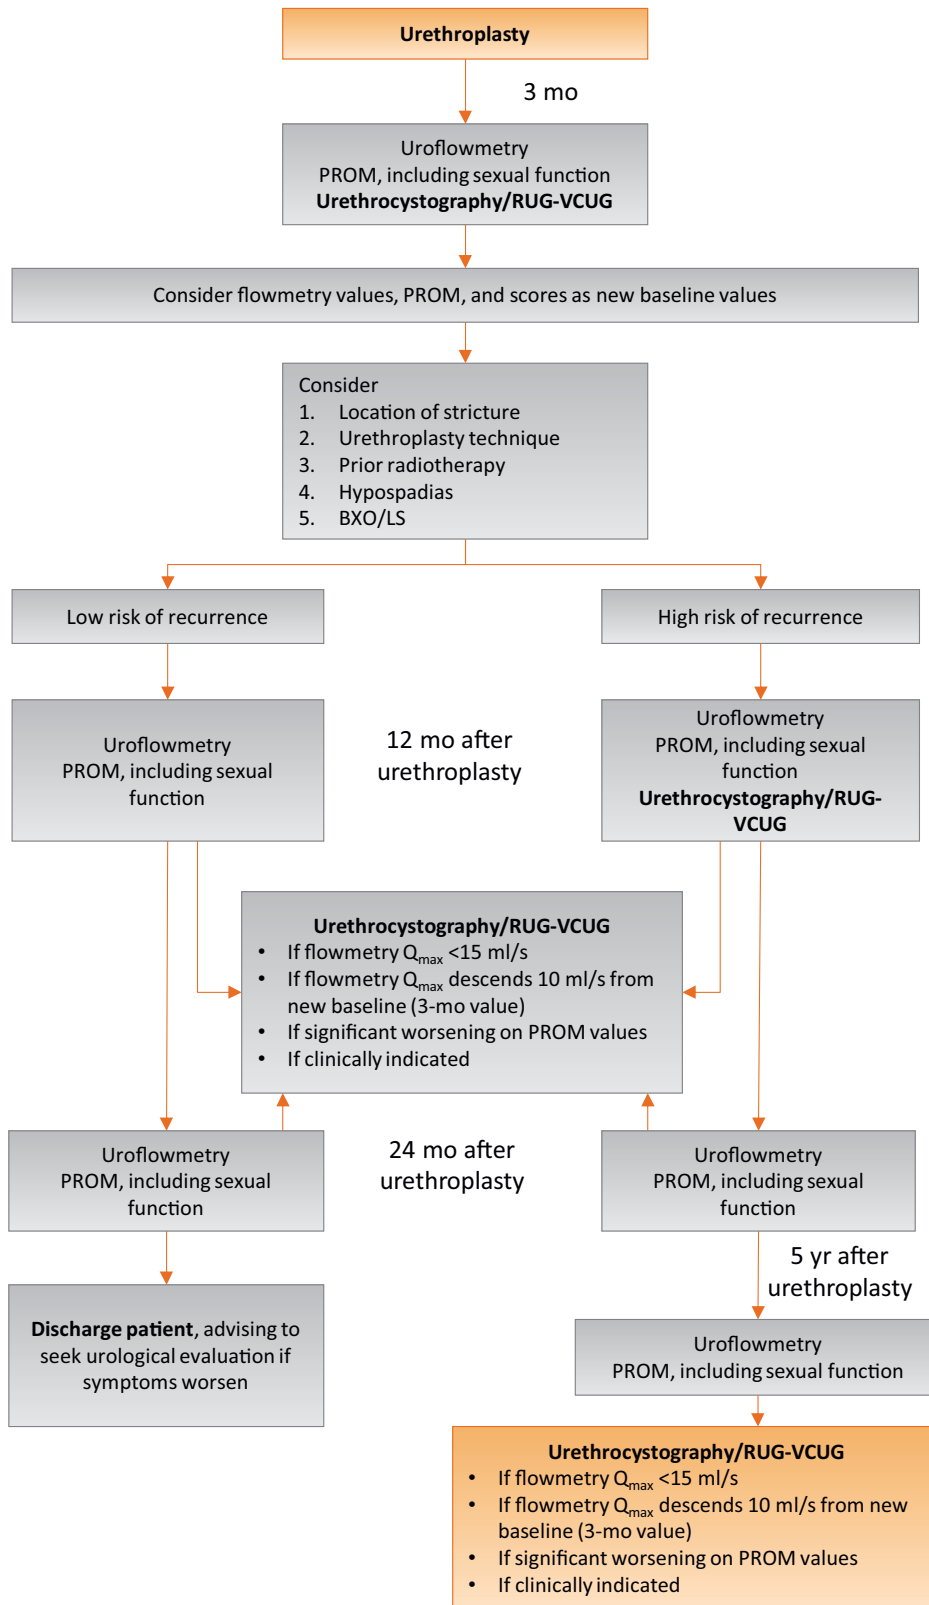 Urethroplasty
3 mo
Uroflowmetry
PROM, including sexual function
Urethrocystography/RUG-VCUG
Consider flowmetry values, PROM, and scores as new baseline values
Consider
1. Location of stricture
2. Urethroplasty technique
3. Prior radiotherapy
4. Hypospadias
5. BXO/LS
Low risk of recurrence
High risk of recurrence
Uroflowmetry
PROM, including sexual
function
12 mo after
urethroplasty
Uroflowmetry
PROM, including sexual
function
Urethrocystography/RUG-
VCUG
Urethrocystography/RUG-VCUG
• If flowmetry Qmax <15 ml/s
• If flowmetry Qmax descends 10 ml/s from
new baseline (3-mo value)
• If significant worsening on PROM values
• If clinically indicated
Uroflowmetry
PROM, including sexual
function
24 mo after
urethroplasty
Uroflowmetry
PROM, including sexual
function
5 yr after
urethroplasty
Discharge patient, advising to
seek urological evaluation if
symptoms worsen
Uroflowmetry
PROM, including sexual function
Urethrocystography/RUG-VCUG
• If flowmetry Qmax <15 ml/s
• If flowmetry Qmax descends 10 ml/s from new
baseline (3-mo value)
• If significant worsening on PROM values
• If clinically indicated